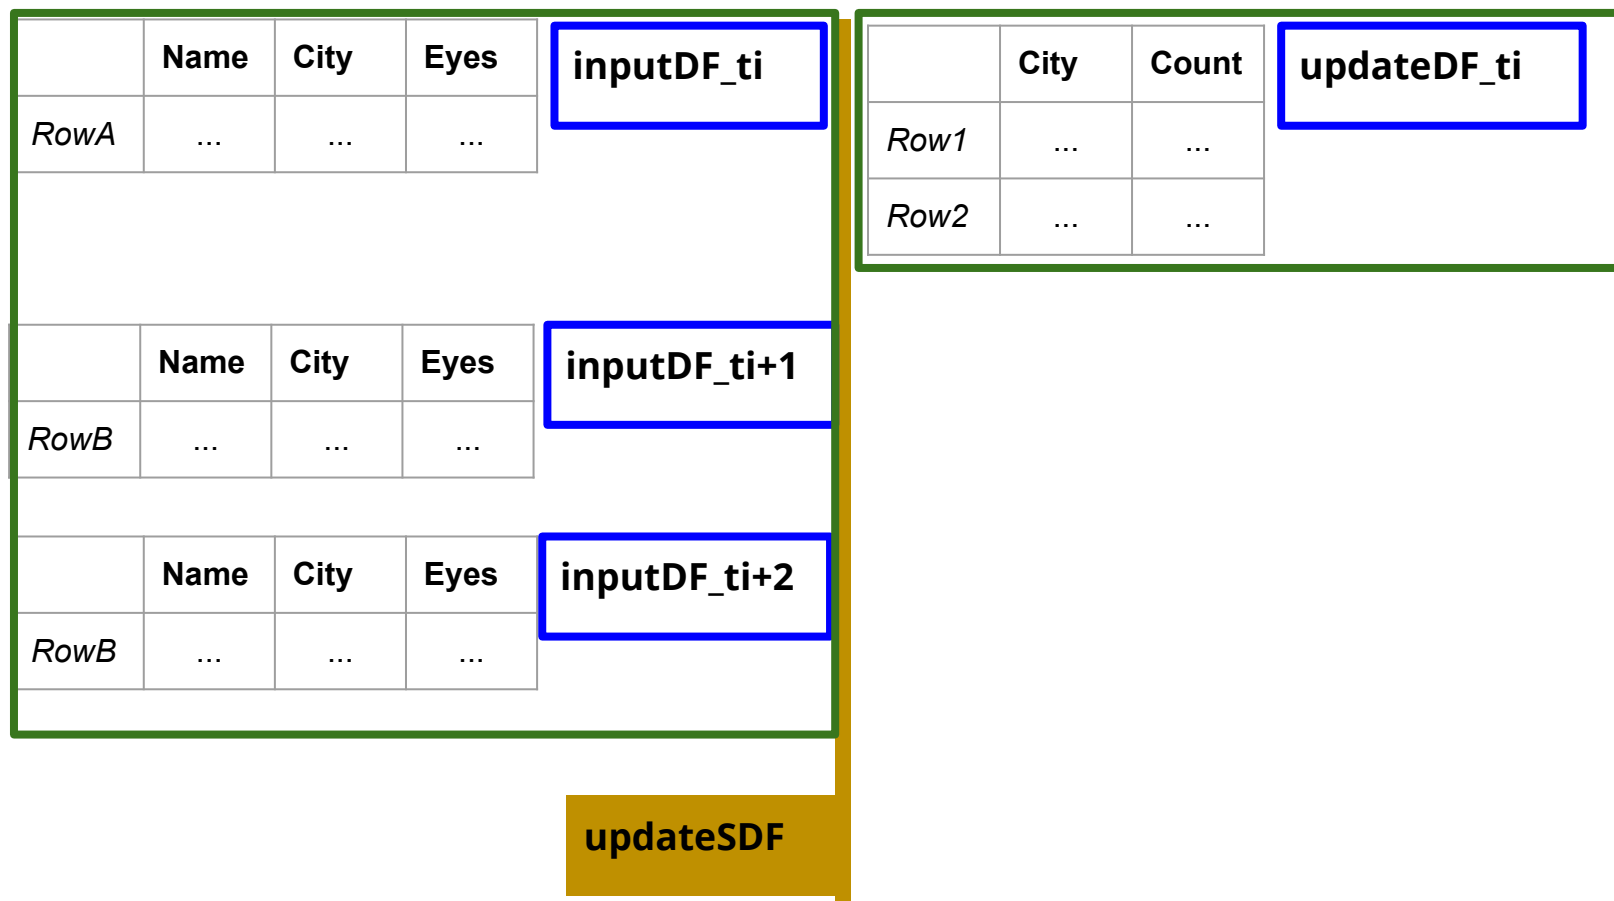 Name City Eyes
RowA ... ... ...
inputDF_ti
City Count
Row1 ... ...
Row2 ... ...
updateDF_ti
Name City Eyes
RowB ... ... ...
inputDF_ti+1
Name City Eyes
RowB ... ... ...
inputDF_ti+2
updateSDF